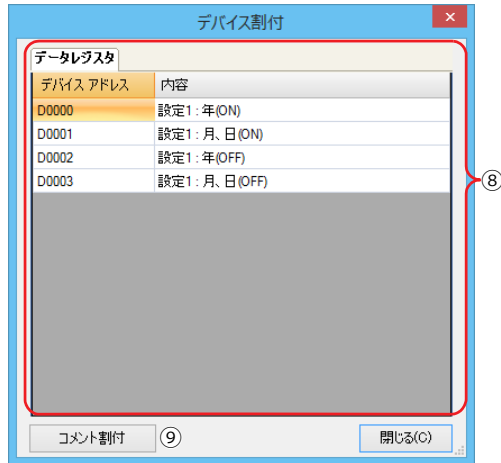 デバイス割付
データレジスタ
デバイス アドレス 内容
D0000 設定1 : 年(ON)
D0001 設定1 : 月、日(ON)
D0002 設定1 : 年(OFF)
D0003 設定1 : 月、日(OFF)
⑧
コメント割付 ⑨ 閉じる(C)